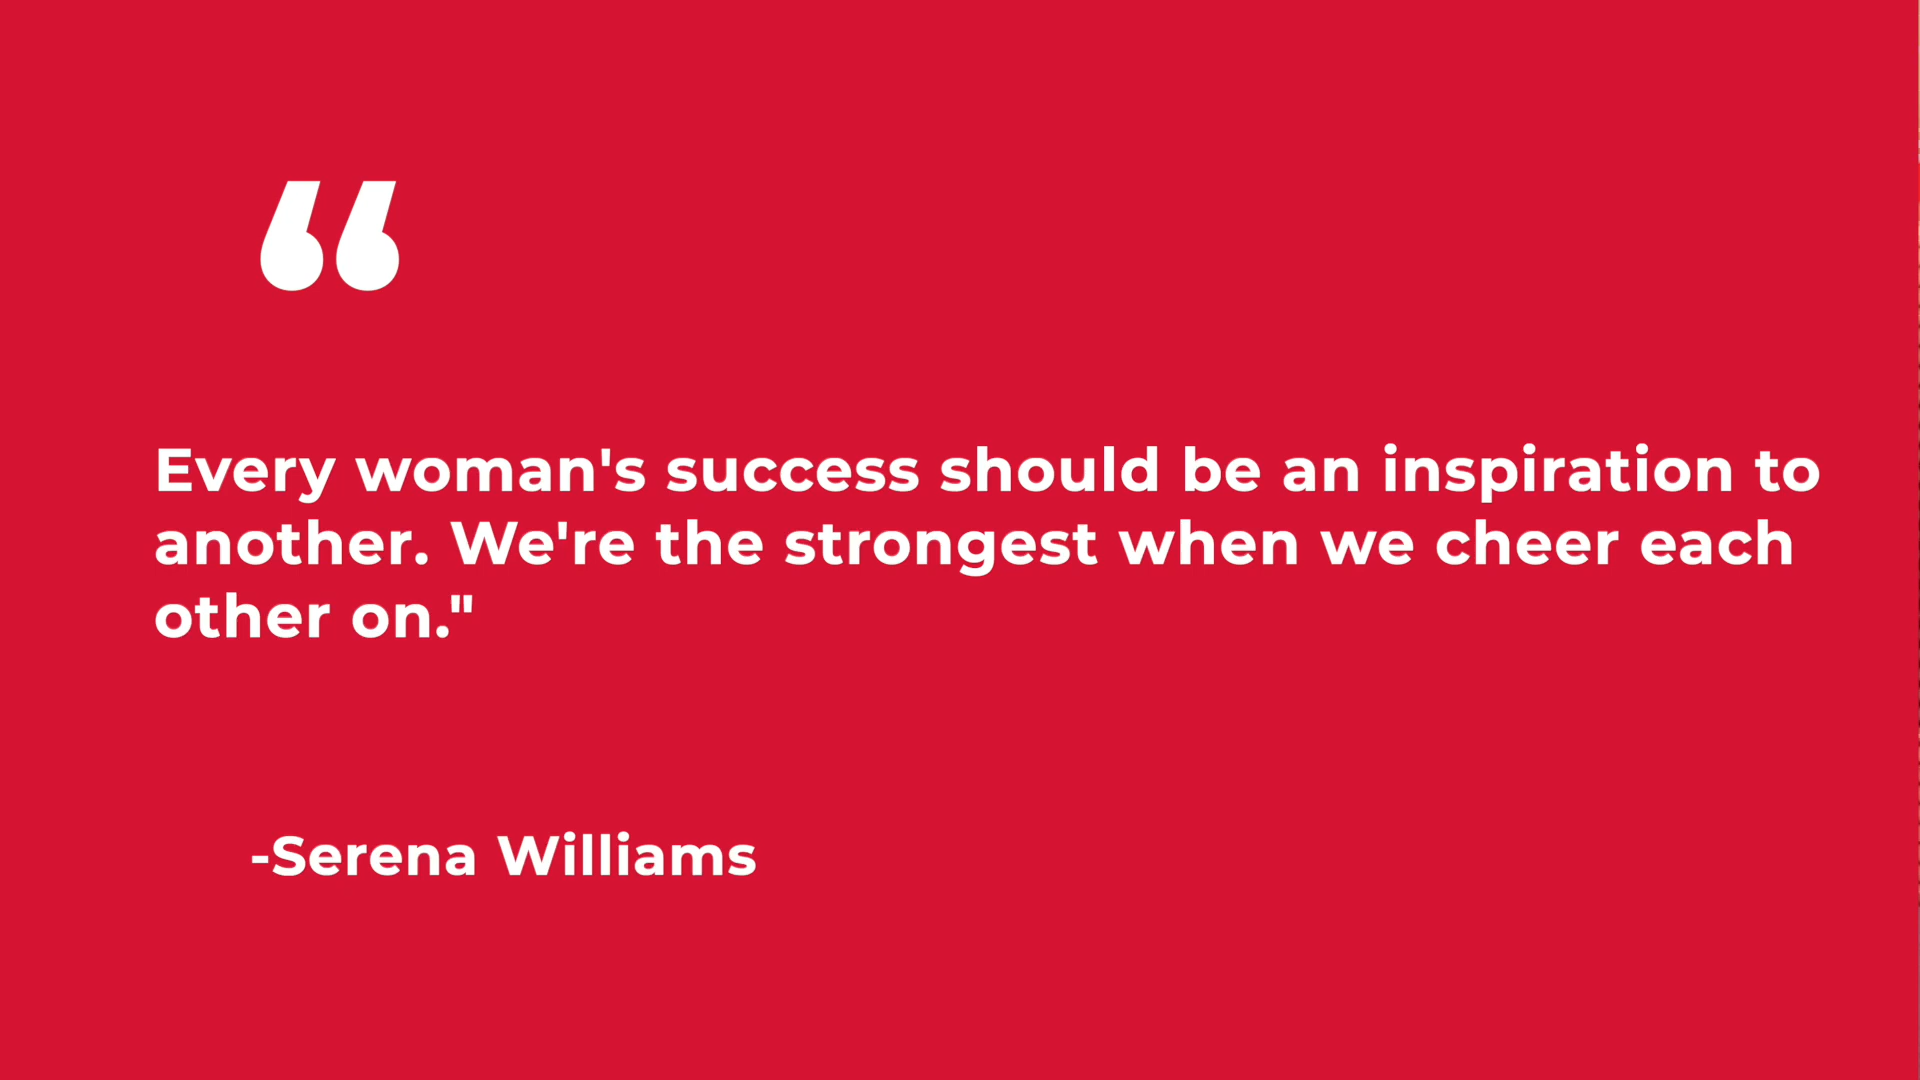 “
Every woman's success should be an inspiration to
another. We're the strongest when we cheer each
other on."
-Serena Williams